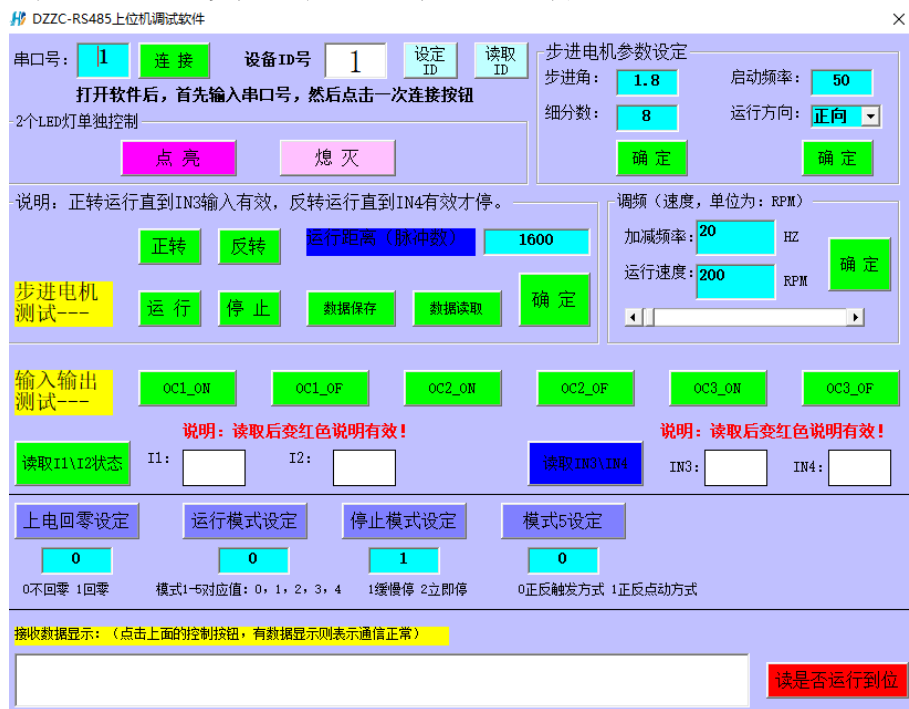 DZZC-RS485上位机调试软件
串口号： 1 连 接 设备ID号 1 设定ID 读取ID
打开软件后，首先输入串口号，然后点击一次连接按钮
步进电机参数设定
步进角： 1.8 启动频率： 50
细分数： 8 运行方向： 正向
确 定 确 定
2个LED灯单独控制
点 亮 熄 灭
说明：正转运行直到IN3输入有效，反转运行直到IN4有效才停。
正转 反转 运行距离（脉冲数） 1600
步进电机
测试---
运 行 停 止 数据保存 数据读取 确 定
调频（速度，单位为：RPM）
加减频率： 20 HZ
运行速度： 200 RPM
确 定
输入输出
测试---
OC1_ON OC1_OF OC2_ON OC2_OF OC3_ON OC3_OF
说明：读取后变红色说明有效！ 说明：读取后变红色说明有效！
读取I1\I2状态 I1: I2: 读取IN3\IN4 IN3: IN4:
上电回零设定 运行模式设定 停止模式设定 模式5设定
0 0 1 0
0不回零 1回零 模式1-5对应值：0，1，2，3，4 1缓慢停 2立即停 0正反触发方式 1正反点动方式
接收数据显示：（点击上面的控制按钮，有数据显示则表示通信正常）
读是否运行到位